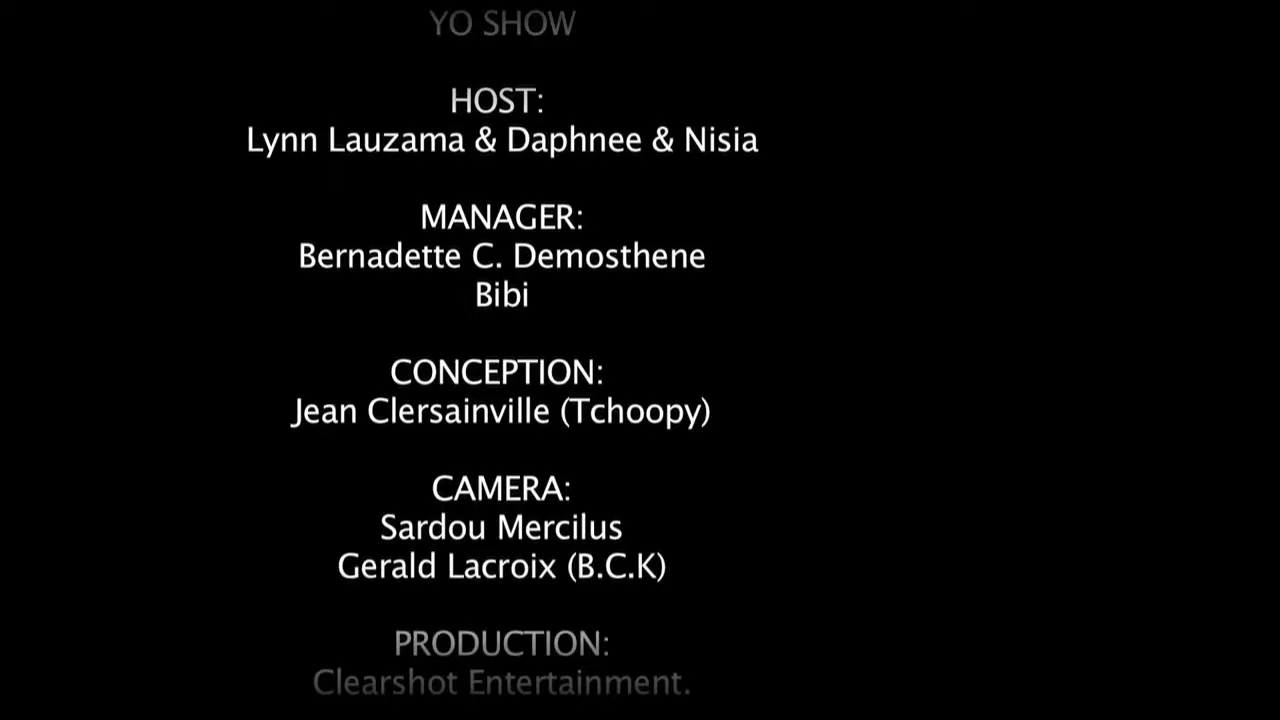 YO SHOW
HOST:
Lynn Lauzama & Daphnee & Nisia
MANAGER:
Bernadette C. Demosthene
Bibi
CONCEPTION:
Jean Clersainville (Tchoopy)
CAMERA:
Sardou Mercilus
Gerald Lacroix (B.C.K)
PRODUCTION:
Clearshot Entertainment.